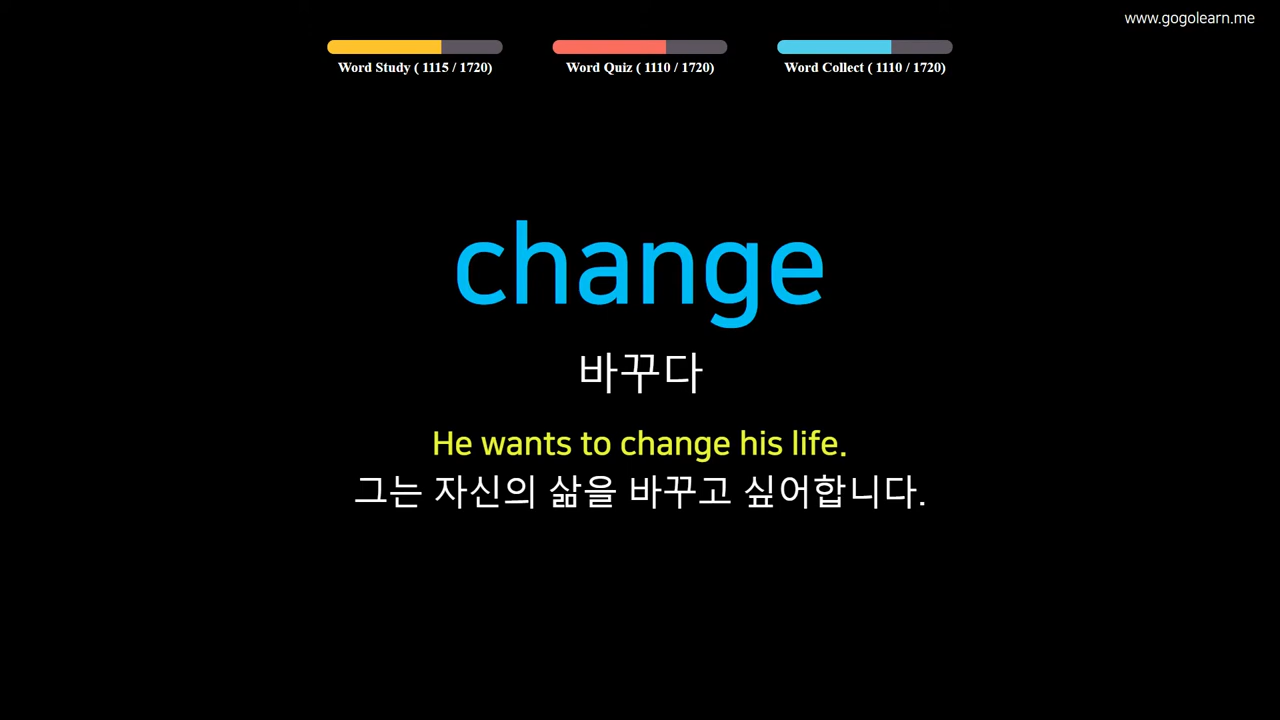 www.gogolearn.me
Word Study ( 1115 / 1720) Word Quiz ( 1110 / 1720) Word Collect ( 1110 / 1720)
change
바꾸다
He wants to change his life.
그는 자신의 삶을 바꾸고 싶어합니다.